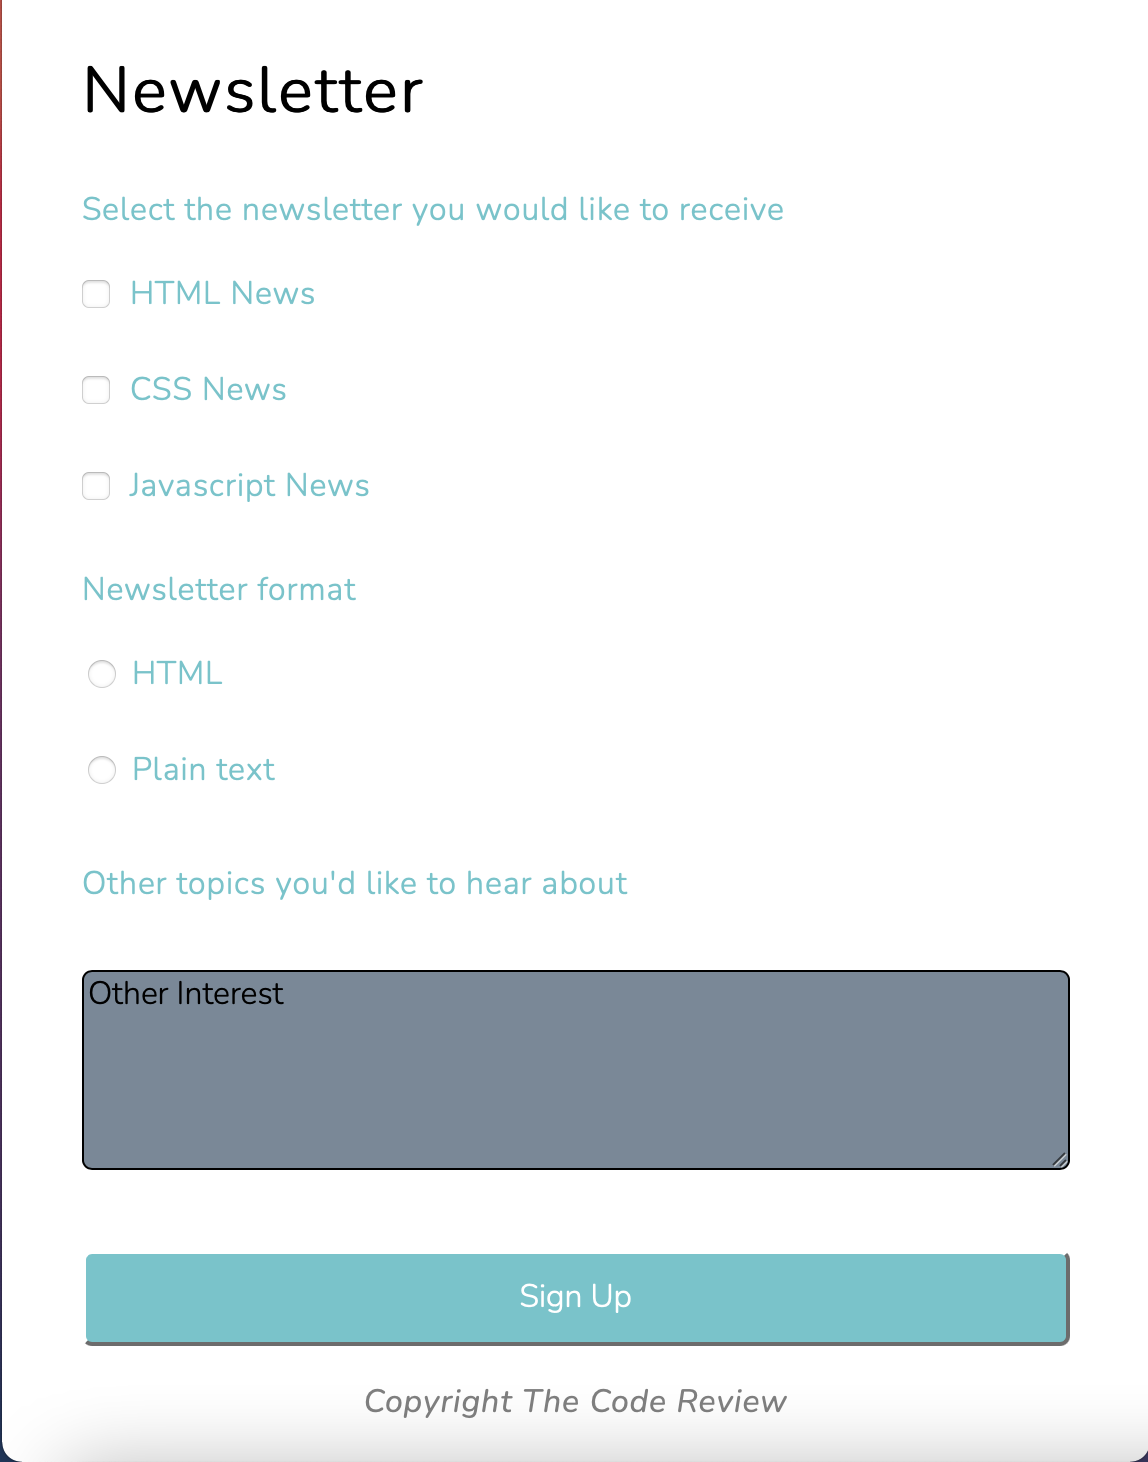 Newsletter
Select the newsletter you would like to receive
HTML News
CSS News
Javascript News
Newsletter format
HTML
Plain text
Other topics you'd like to hear about
Other Interest
Sign Up
Copyright The Code Review